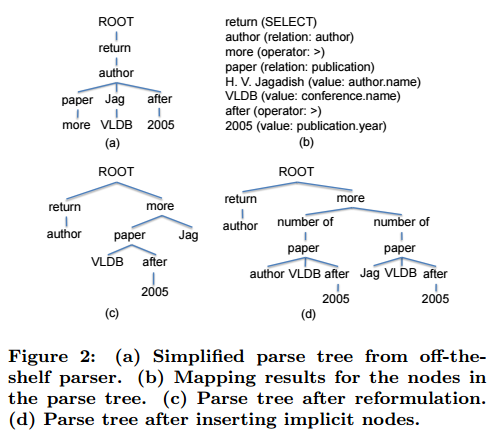 ROOT
return
author
paper Jag after
more VLDB 2005
(a)
return (SELECT)
author (relation: author)
more (operator: >)
paper (relation: publication)
H. V. Jagadish (value: author.name)
VLDB (value: conference.name)
after (operator: >)
2005 (value: publication.year)
(b)
ROOT
return more
author paper Jag
VLDB after
2005
(c)
ROOT
return more
author number of number of
paper paper
author VLDB after Jag VLDB after
2005 2005
(d)
Figure 2: (a) Simplified parse tree from off-the-
shelf parser. (b) Mapping results for the nodes in
the parse tree. (c) Parse tree after reformulation.
(d) Parse tree after inserting implicit nodes.